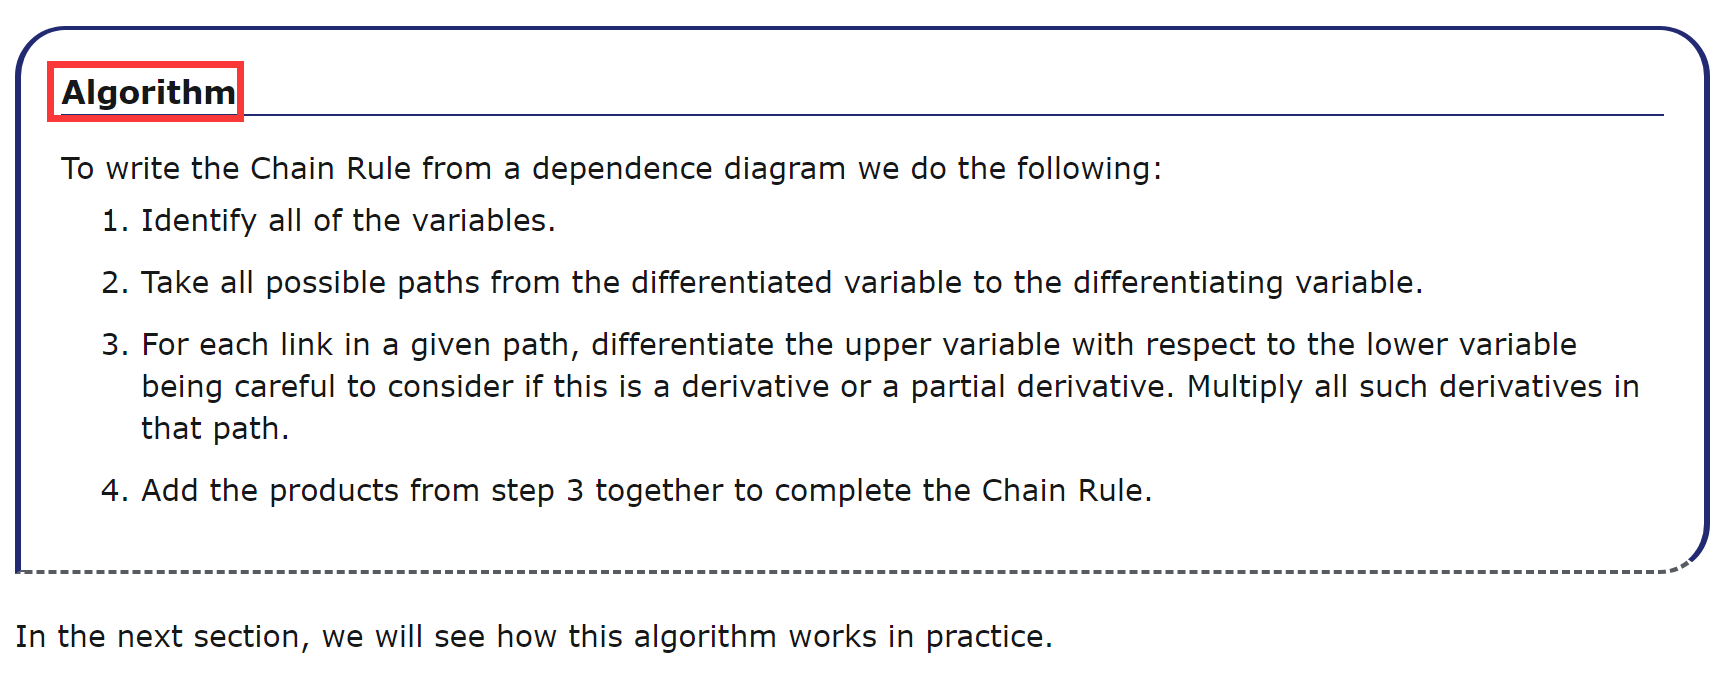 Algorithm
To write the Chain Rule from a dependence diagram we do the following:
1. Identify all of the variables.
2. Take all possible paths from the differentiated variable to the differentiating variable.
3. For each link in a given path, differentiate the upper variable with respect to the lower variable
being careful to consider if this is a derivative or a partial derivative. Multiply all such derivatives in
that path.
4. Add the products from step 3 together to complete the Chain Rule.
In the next section, we will see how this algorithm works in practice.